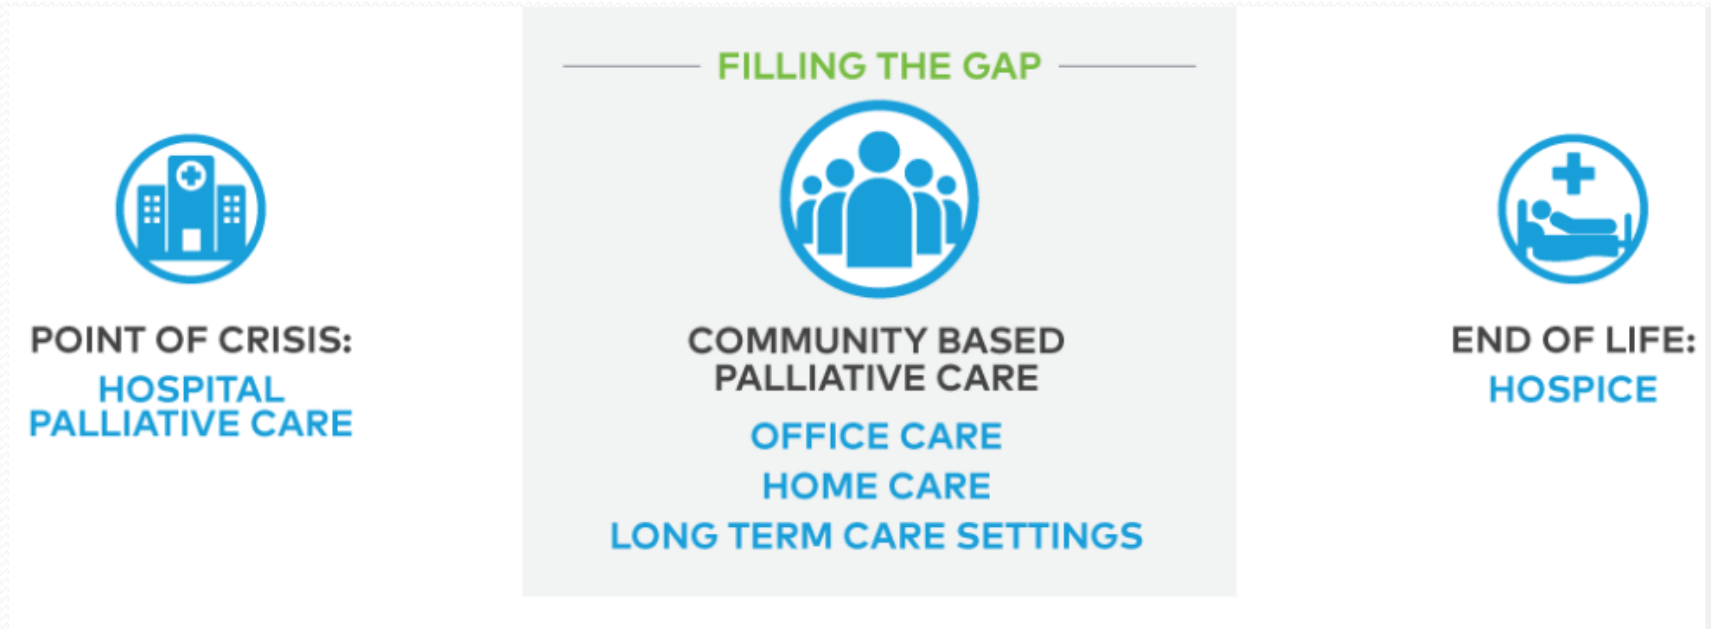 FILLING THE GAP
POINT OF CRISIS:
HOSPITAL
PALLIATIVE CARE
COMMUNITY BASED
PALLIATIVE CARE
OFFICE CARE
HOME CARE
LONG TERM CARE SETTINGS
END OF LIFE:
HOSPICE